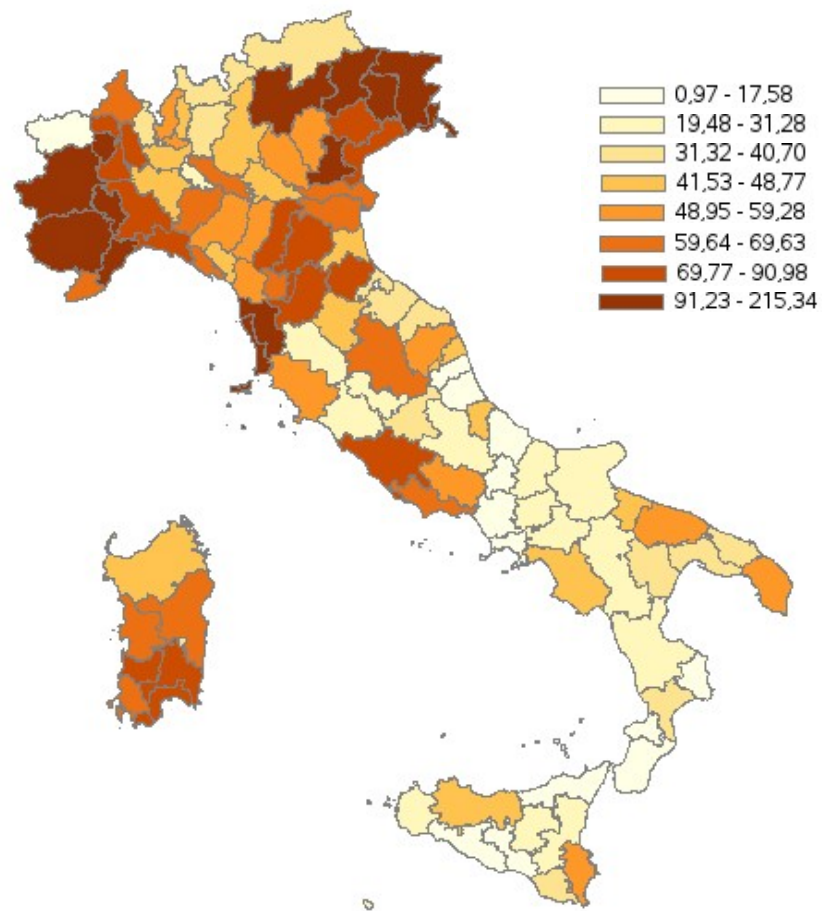 0,97 - 17,58
19,48 - 31,28
31,32 - 40,70
41,53 - 48,77
48,95 - 59,28
59,64 - 69,63
69,77 - 90,98
91,23 - 215,34